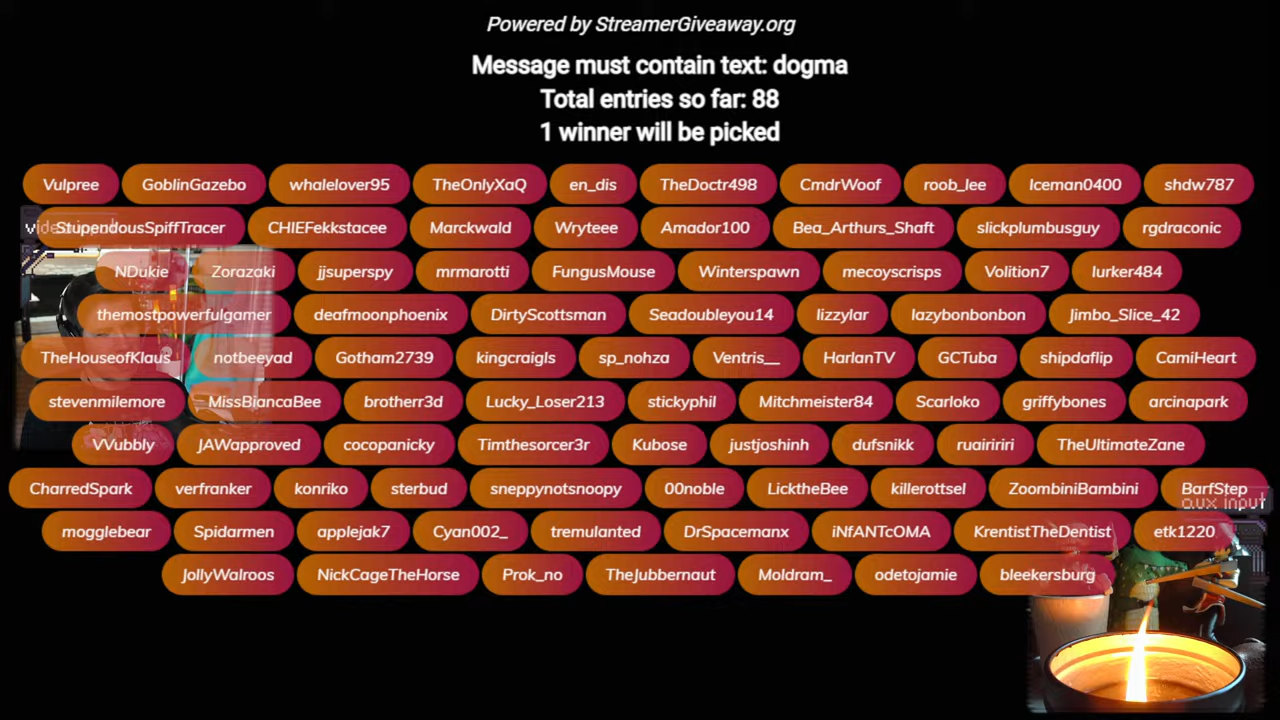 Powered by StreamerGiveaway.org
Message must contain text: dogma
Total entries so far: 88
1 winner will be picked
Vulpree GoblinGazebo whalelover95 TheOnlyXaQ en_dis TheDoctr498 CmdrWoof roob_lee Iceman0400 shdw787
StupendousSpiffTracer CHIEFekkstacee Marckwald Wryteee Amador100 Bea_Arthurs_Shaft slickplumbusguy rgdraconic
NDukie Zorazaki jjsuperspy mrmarotti FungusMouse Winterspawn mecoyscrisps Volition7 lurker484
themostpowerfulgamer deafmoonphoenix DirtyScottsman Seadoubleyou14 lizzylar lazybonbonbon Jimbo_Slice_42
TheHouseofKlaus_ notbeeyad Gotham2739 kingcraigls sp_nohza Ventris__ HarlanTV GCTuba shipdaflip CamiHeart
stevenmilemore MissBiancaBee brotherr3d Lucky_Loser213 stickyphil Mitchmeister84 Scarloko griffybones arcinapark
VVubbly JAWapproved cocopanicky Timthesorcer3r Kubose justjoshinh dufsnikk ruaiririri TheUltimateZane
CharredSpark verfranker konriko sterbud sneppynotsnoopy 00noble LicktheBee killerottsel ZoombiniBambini BarfStep
aux input
mogglebear Spidarmen applejak7 Cyan002_ tremulanted DrSpacemanx iNfANTcOMA KrentistTheDentist etk1220
JollyWalroos NickCageTheHorse Prok_no TheJubbernaut Moldram_ odetojamie bleekersburg